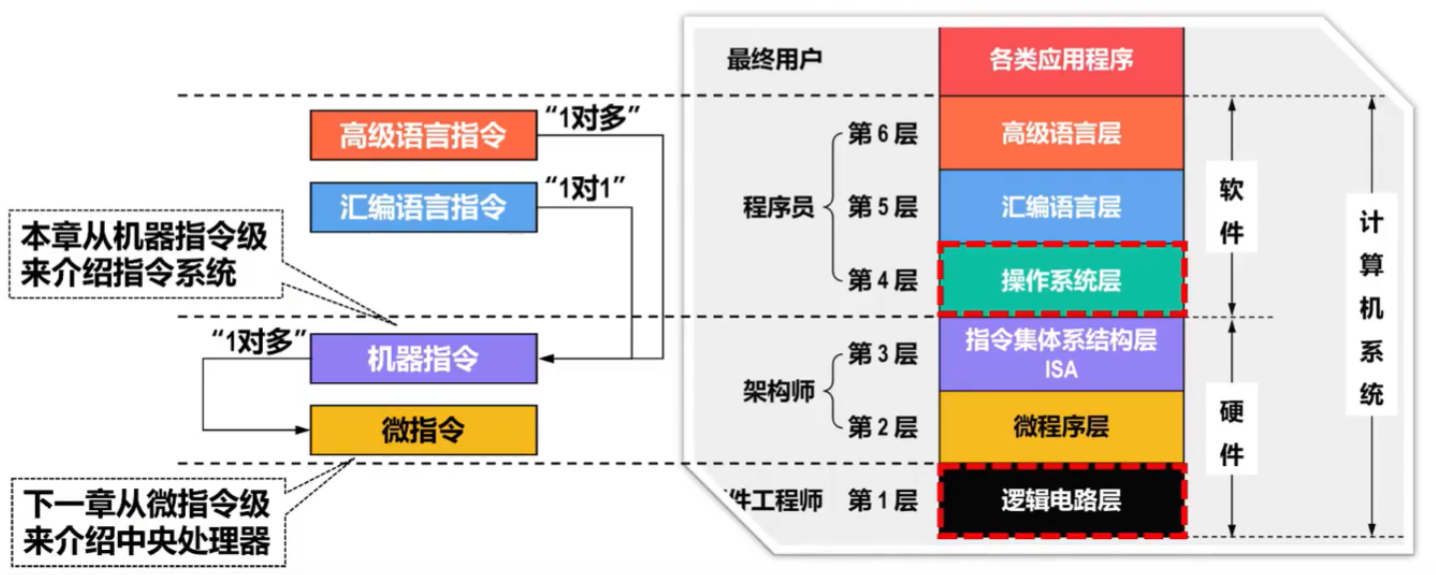 最终用户
各类应用程序
高级语言指令
“1对多”
第6层
高级语言层
汇编语言指令
“1对1”
程序员
第5层
汇编语言层
软件
本章从机器指令级
来介绍指令系统
第4层
操作系统层
计算机系统
“1对多”
机器指令
第3层
指令集体系结构层
ISA
架构师
微指令
第2层
微程序层
硬件
下一章从微指令级
来介绍中央处理器
件工程师
第1层
逻辑电路层